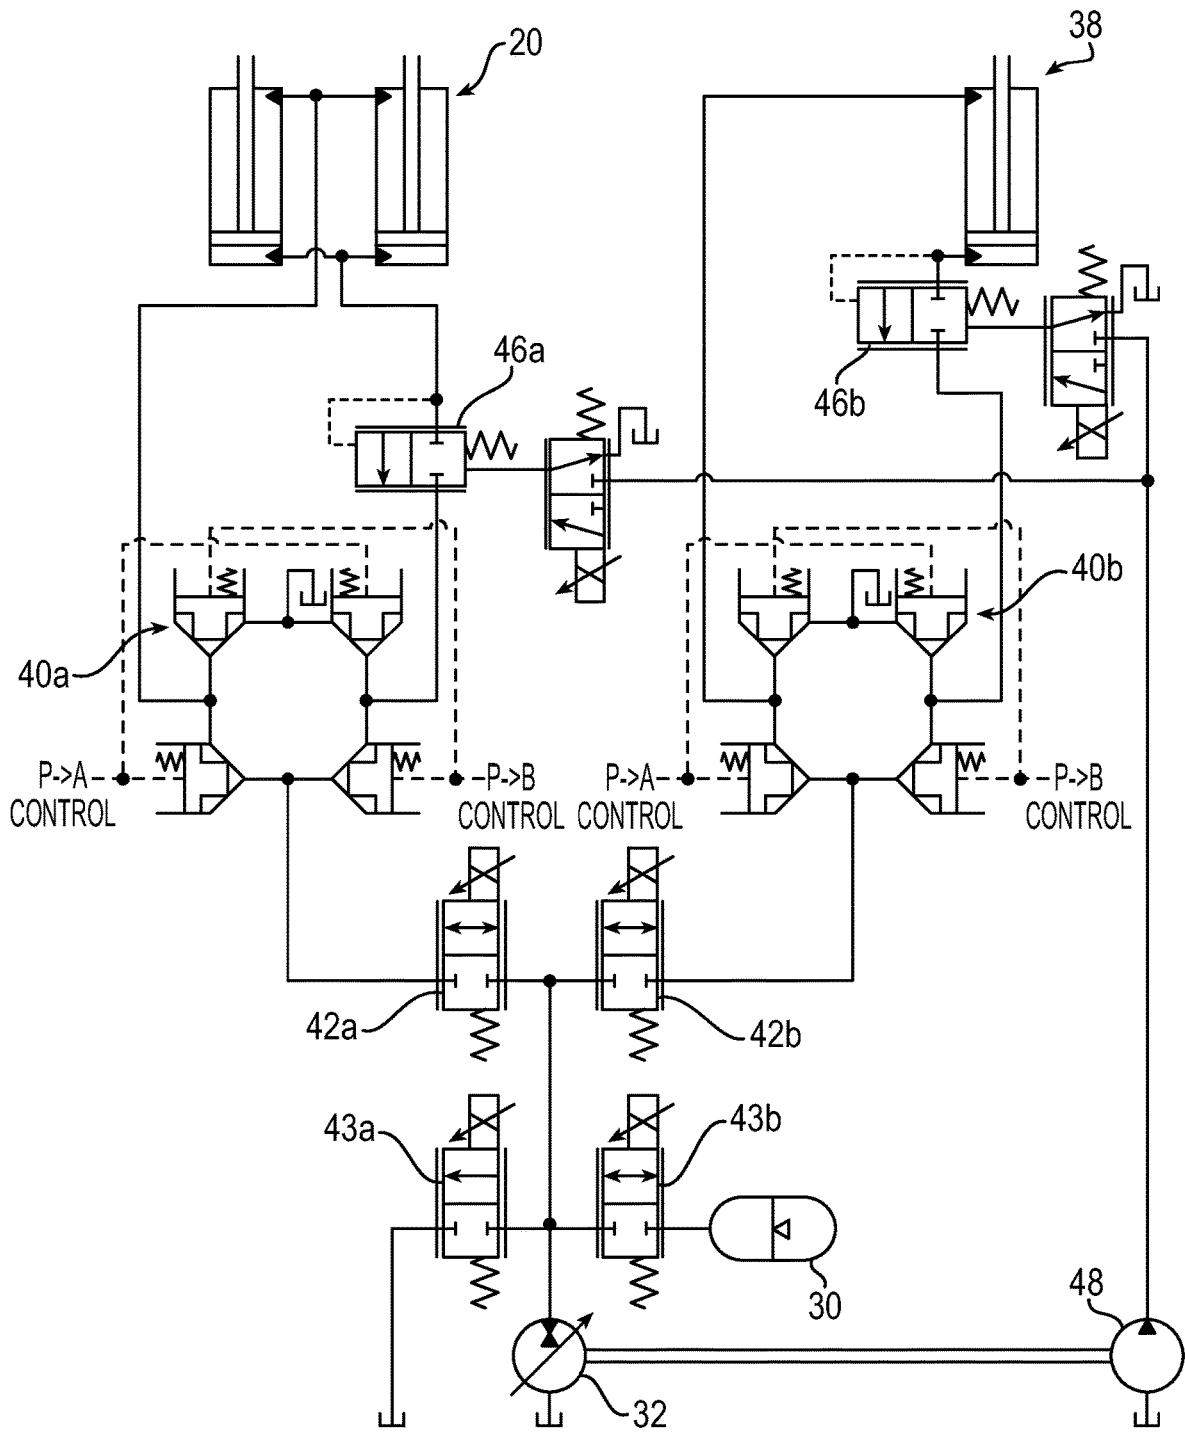 20
38
46a
46b
40a
40b
P->A
CONTROL
P->B
CONTROL
P->A
CONTROL
P->B
CONTROL
42a
42b
43a
43b
30
48
32